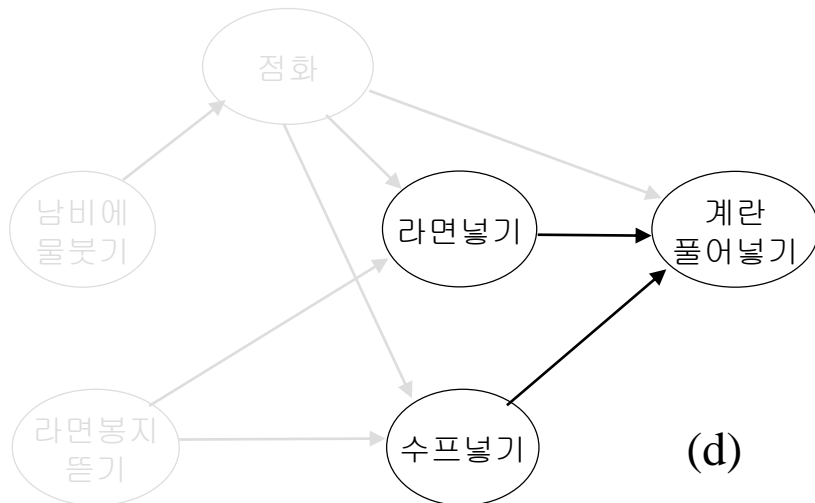 점화
남비에
물붓기
라면넣기
계란
풀어넣기
라면봉지
뜯기
수프넣기
(d)